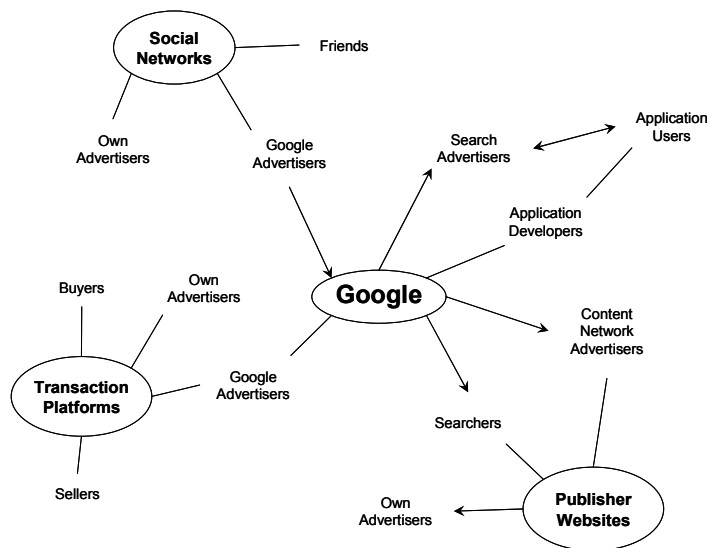 Social
Networks
Friends
Own
Advertisers
Google
Advertisers
Search
Advertisers
Application
Users
Application
Developers
Buyers
Own
Advertisers
Google
Content
Network
Advertisers
Transaction
Platforms
Google
Advertisers
Searchers
Sellers
Own
Advertisers
Publisher
Websites